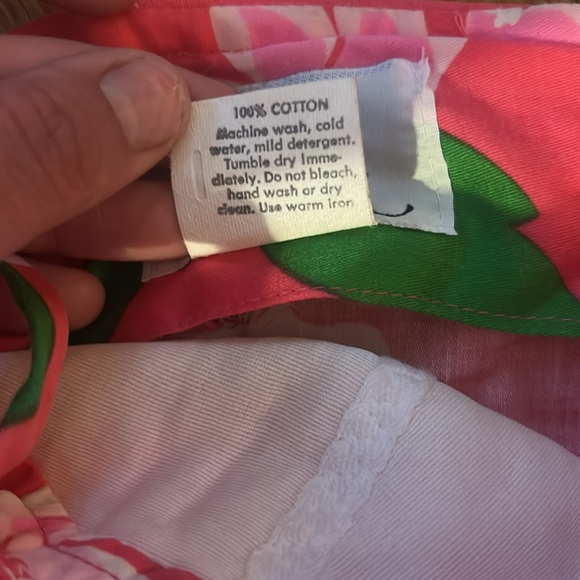 100% COTTON
Machine wash, cold
water, mild detergent.
Tumble dry Imme-
diately. Do not bleach,
hand wash or dry
clean. Use warm iron